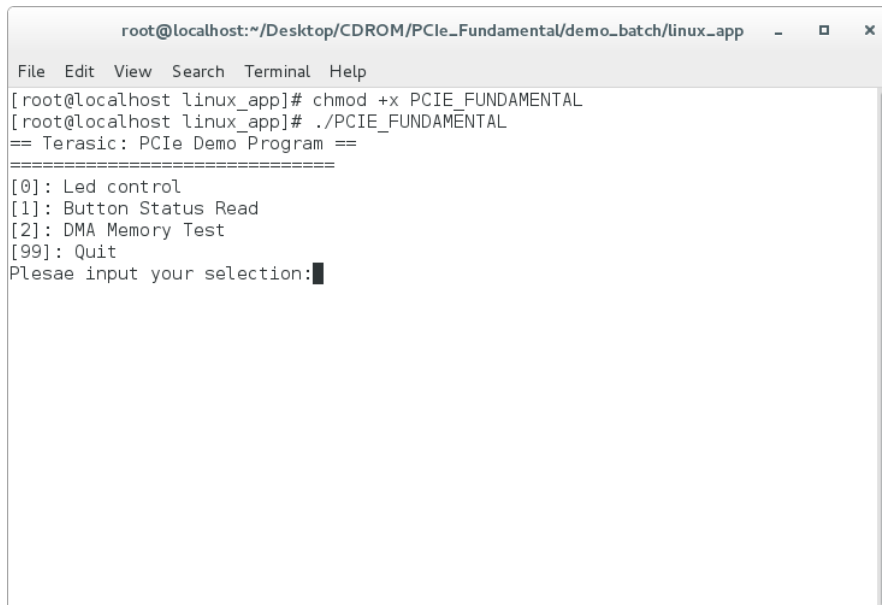 root@localhost:~/Desktop/CDROM/PCIe_Fundamental/demo_batch/linux_app
File Edit View Search Terminal Help
[root@localhost linux_app]# chmod +x PCIE_FUNDAMENTAL
[root@localhost linux_app]# ./PCIE_FUNDAMENTAL
== Terasic: PCIe Demo Program ==
==============================
[0]: Led control
[1]: Button Status Read
[2]: DMA Memory Test
[99]: Quit
Plesae input your selection: